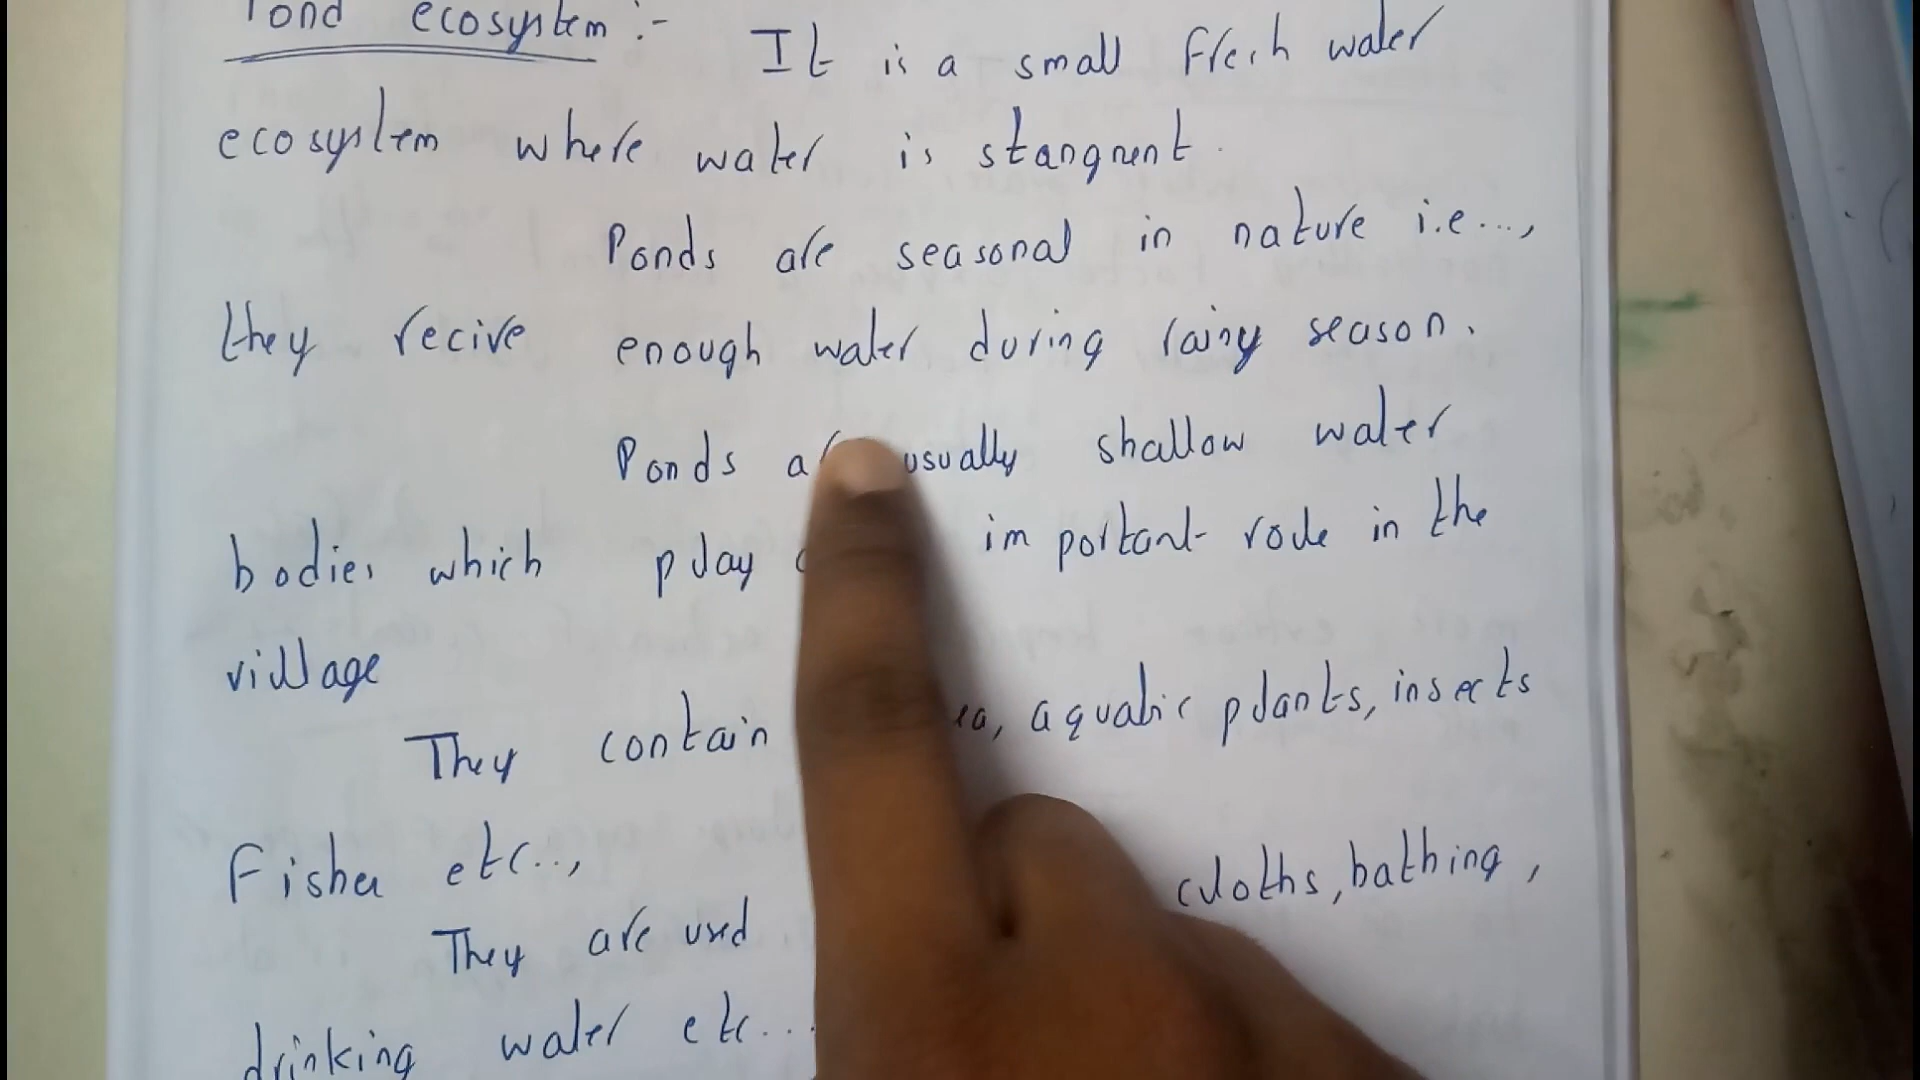 Pond ecosystem :- It is a small fresh water
ecosystem where water is stangnent.
Ponds are seasonal in nature i.e...,
they recive enough water during rainy season.
Ponds are usually shallow water
bodies which play important role in the
village
They contain aquatic plants, insects
Fishes etc..,
They are used cloths, bathing,
drinking water etc...